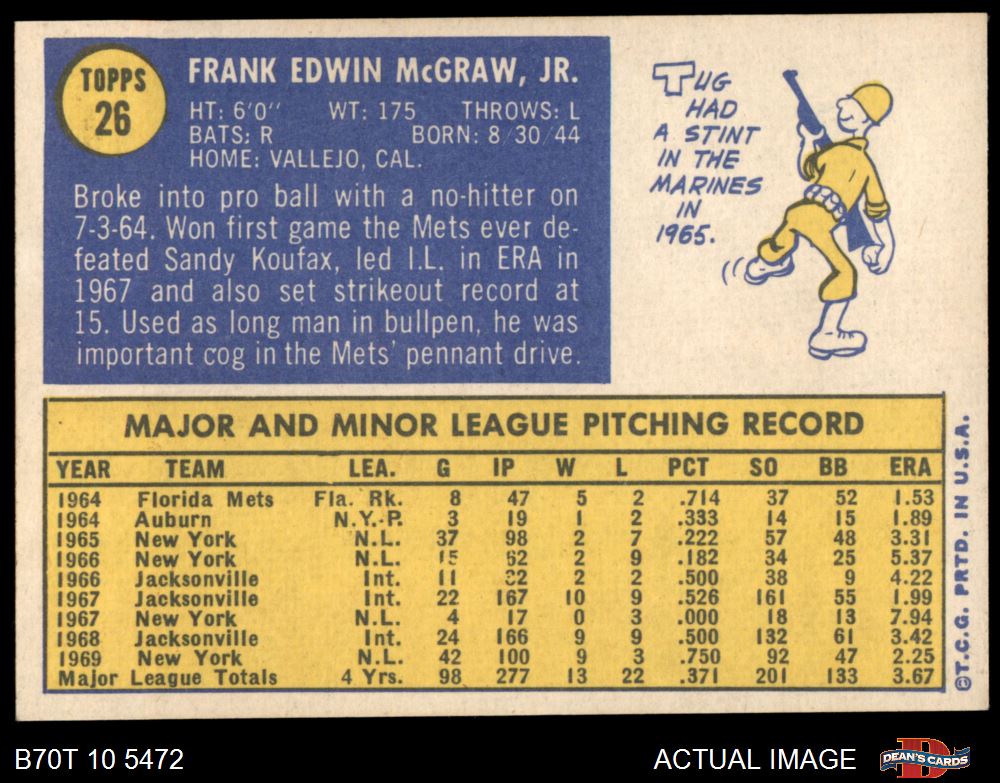 TOPPS
26
FRANK EDWIN McGRAW, JR.
HT: 6'0" WT: 175 THROWS: L
BATS: R BORN: 8/30/44
HOME: VALLEJO, CAL.
Broke into pro ball with a no-hitter on
7-3-64. Won first game the Mets ever de-
feated Sandy Koufax, led I.L. in ERA in
1967 and also set strikeout record at
15. Used as long man in bullpen, he was
important cog in the Mets' pennant drive.
TUG
HAD
A STINT
IN THE
MARINES
IN
1965.
MAJOR AND MINOR LEAGUE PITCHING RECORD
YEAR TEAM LEA. G IP W L PCT SO BB ERA
1964 Florida Mets Fla. Rk. 8 47 5 2 .714 37 52 1.53
1964 Auburn N.Y.-P. 3 19 1 2 .333 14 15 1.89
1965 New York N.L. 37 98 2 7 .222 57 48 3.31
1966 New York N.L. 15 62 2 9 .182 34 25 5.37
1966 Jacksonville Int. 11 32 2 2 .500 38 9 4.22
1967 Jacksonville Int. 22 167 10 9 .526 161 55 1.99
1967 New York N.L. 4 17 0 3 .000 18 13 7.94
1968 Jacksonville Int. 24 166 9 9 .500 132 61 3.42
1969 New York N.L. 42 100 9 3 .750 92 47 2.25
Major League Totals 4 Yrs. 98 277 13 22 .371 201 133 3.67
©T.C.G. PRTD. IN U.S.A.
B70T 10 5472
ACTUAL IMAGE
DEAN'S CARDS